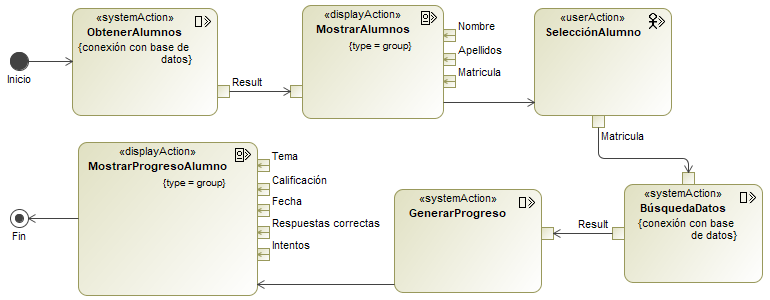 Inicio
«systemAction»
ObtenerAlumnos
{conexión con base de
datos}
Result
«displayAction»
MostrarAlumnos
{type = group}
Nombre
Apellidos
Matricula
«userAction»
SelecciónAlumno
Matricula
«systemAction»
BúsquedaDatos
{conexión con base
de datos}
Result
«systemAction»
GenerarProgreso
«displayAction»
MostrarProgresoAlumno
{type = group}
Tema
Calificación
Fecha
Respuestas correctas
Intentos
Fin